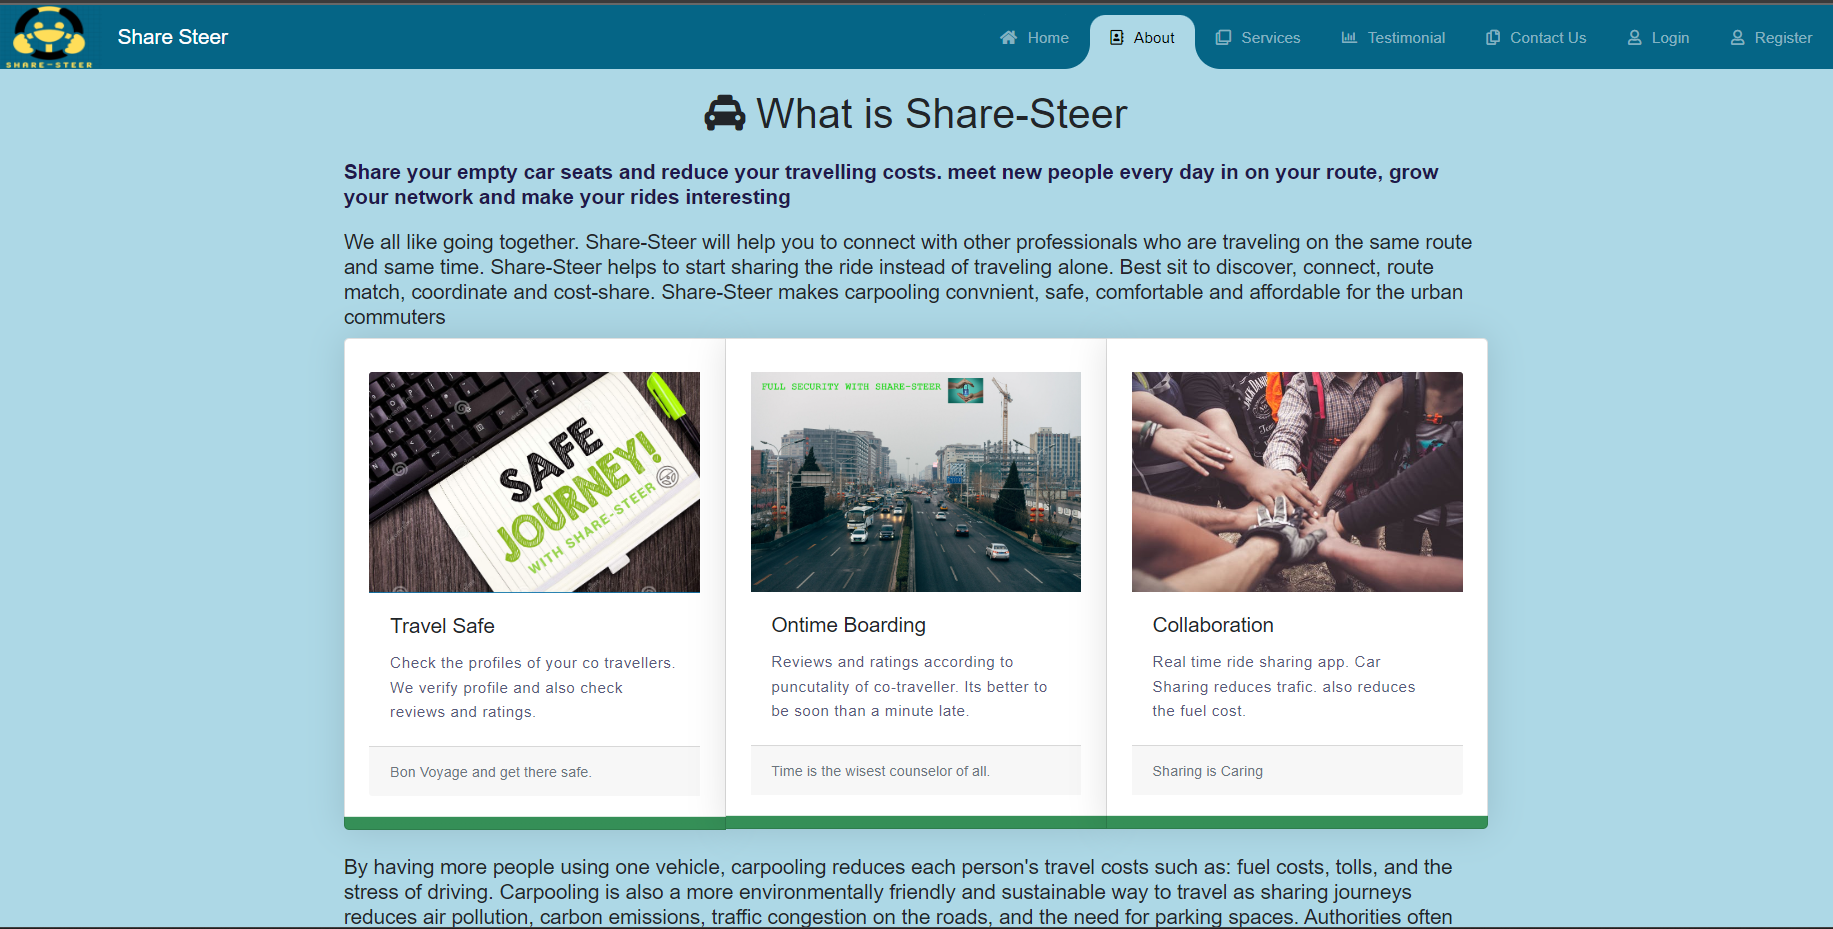 SHARE-STEER
Share Steer
Home
About
Services
Testimonial
Contact Us
Login
Register
What is Share-Steer
Share your empty car seats and reduce your travelling costs. meet new people every day in on your route, grow
your network and make your rides interesting
We all like going together. Share-Steer will help you to connect with other professionals who are traveling on the same route
and same time. Share-Steer helps to start sharing the ride instead of traveling alone. Best sit to discover, connect, route
match, coordinate and cost-share. Share-Steer makes carpooling convnient, safe, comfortable and affordable for the urban
commuters
SAFE
JOURNEY!
WITH SHARE-STEER
FULL SECURITY WITH SHARE-STEER
JACK DANIEL
Travel Safe
Check the profiles of your co travellers.
We verify profile and also check
reviews and ratings.
Bon Voyage and get there safe.
Ontime Boarding
Reviews and ratings according to
puncutality of co-traveller. Its better to
be soon than a minute late.
Time is the wisest counselor of all.
Collaboration
Real time ride sharing app. Car
Sharing reduces trafic. also reduces
the fuel cost.
Sharing is Caring
By having more people using one vehicle, carpooling reduces each person's travel costs such as: fuel costs, tolls, and the
stress of driving. Carpooling is also a more environmentally friendly and sustainable way to travel as sharing journeys
reduces air pollution, carbon emissions, traffic congestion on the roads, and the need for parking spaces. Authorities often